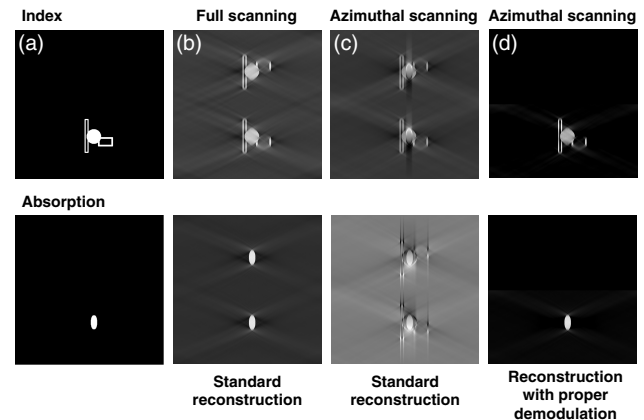 Index
Full scanning
Azimuthal scanning
Azimuthal scanning
(a)
(b)
(c)
(d)
Absorption
Standard
reconstruction
Standard
reconstruction
Reconstruction
with proper
demodulation